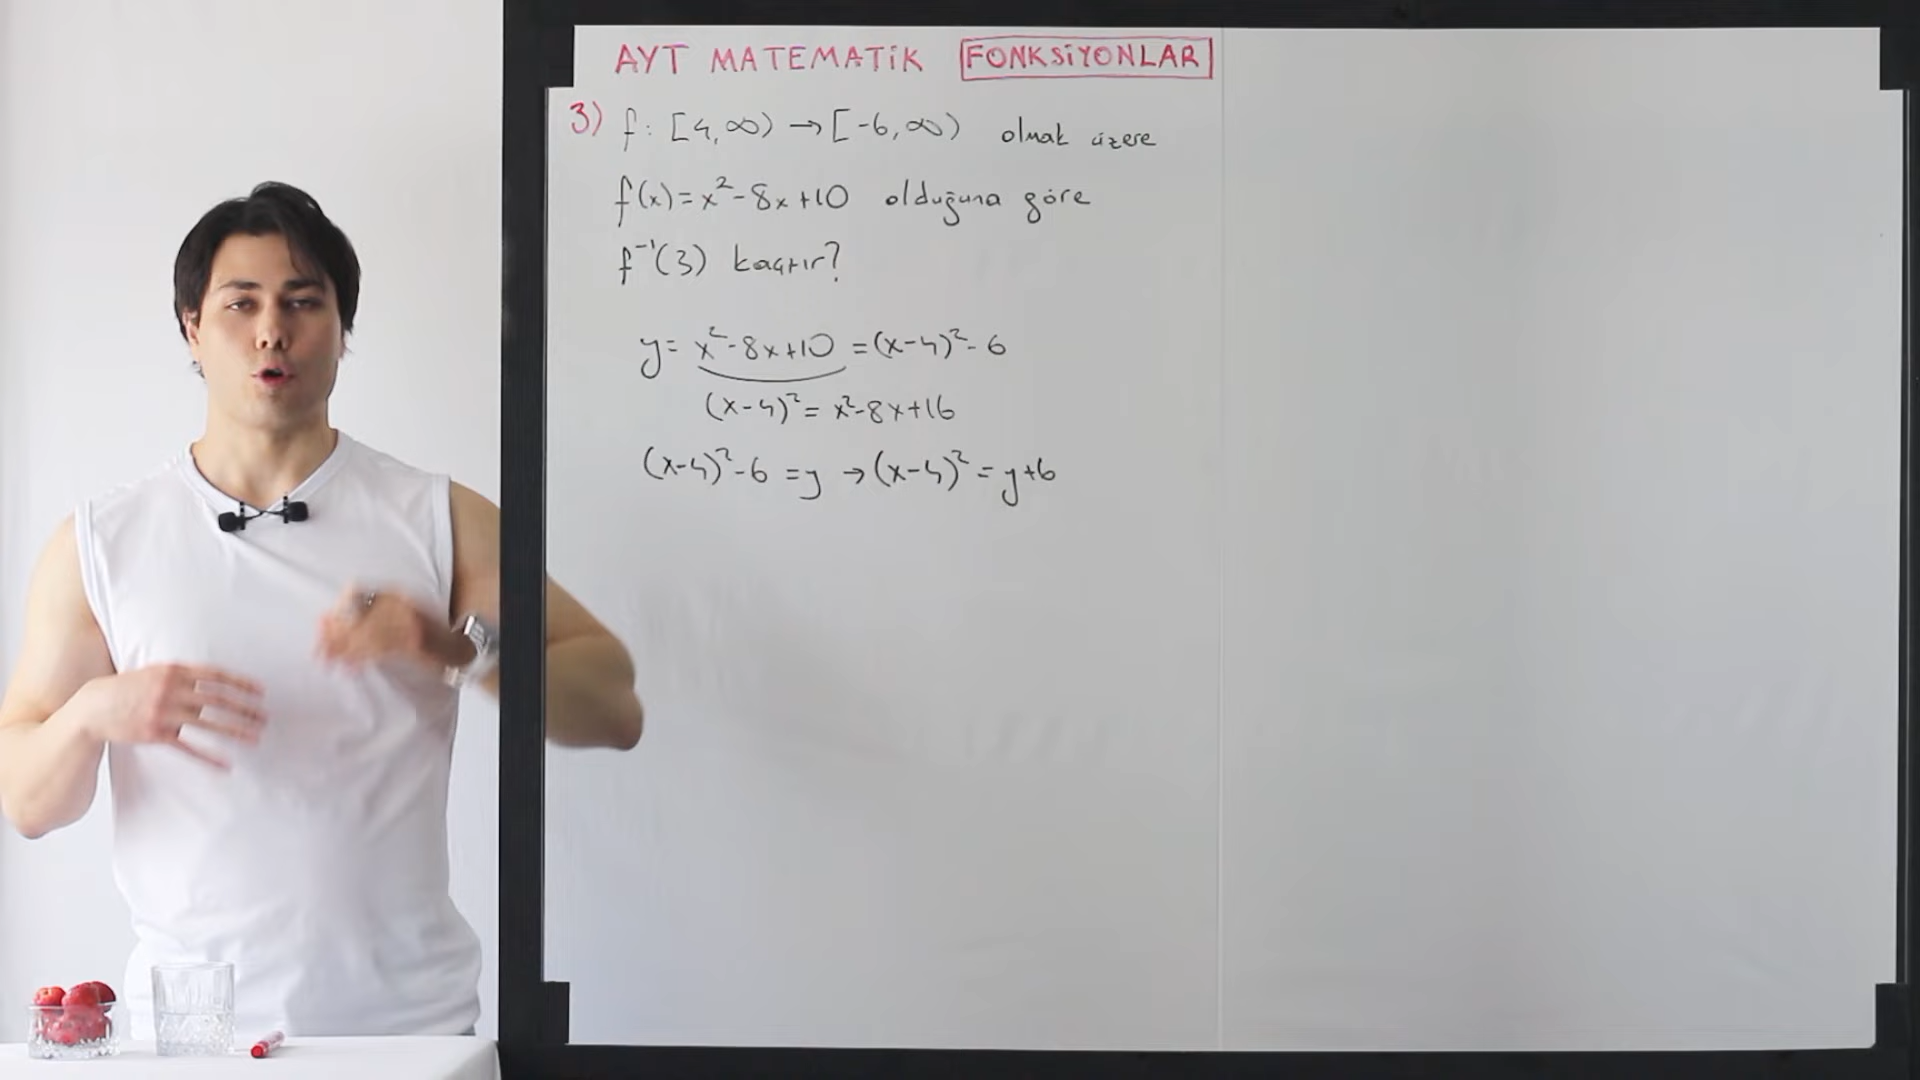 AYT MATEMATİK FONKSİYONLAR
3) f: [4,∞) → [-6,∞) olmak üzere
f(x) = x² - 8x + 10 olduğuna göre
f⁻¹(3) kaçtır?
y = x² - 8x + 10 = (x-4)² - 6
(x-4)² = x² - 8x + 16
(x-4)² - 6 = y → (x-4)² = y+6